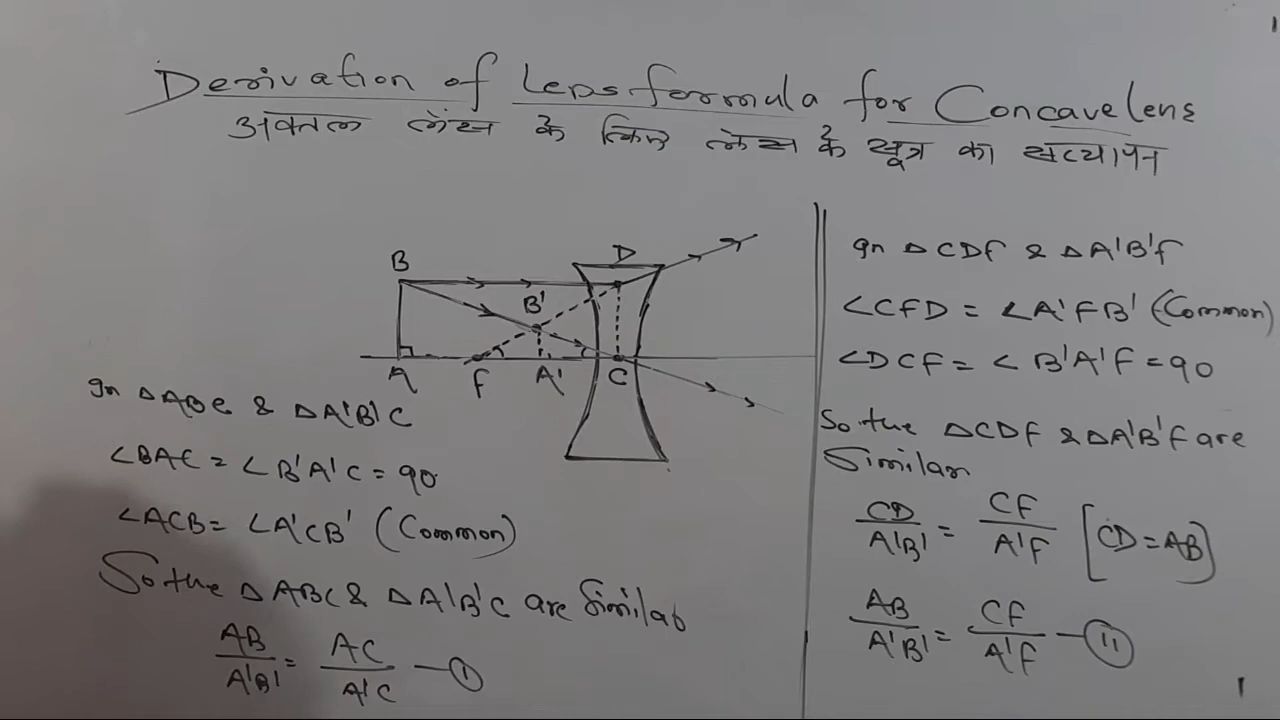 Derivation of Lens formula for Concave lens
अवतल लेन्स के लिए लेन्स के सूत्र का सत्यापन
B
D
B'
A
F
A'
C
In △ABC & △A'B'C
∠BAC = ∠B'A'C = 90
∠ACB = ∠A'CB' (Common)
So the △ABC & △A'B'C are Similar
AB/A'B' = AC/A'C —①
In △CDF & △A'B'F
∠CFD = ∠A'FB' (Common)
∠DCF = ∠B'A'F = 90
So the △CDF & △A'B'F are
Similar
CD/A'B' = CF/A'F [CD = AB]
AB/A'B' = CF/A'F —(11)